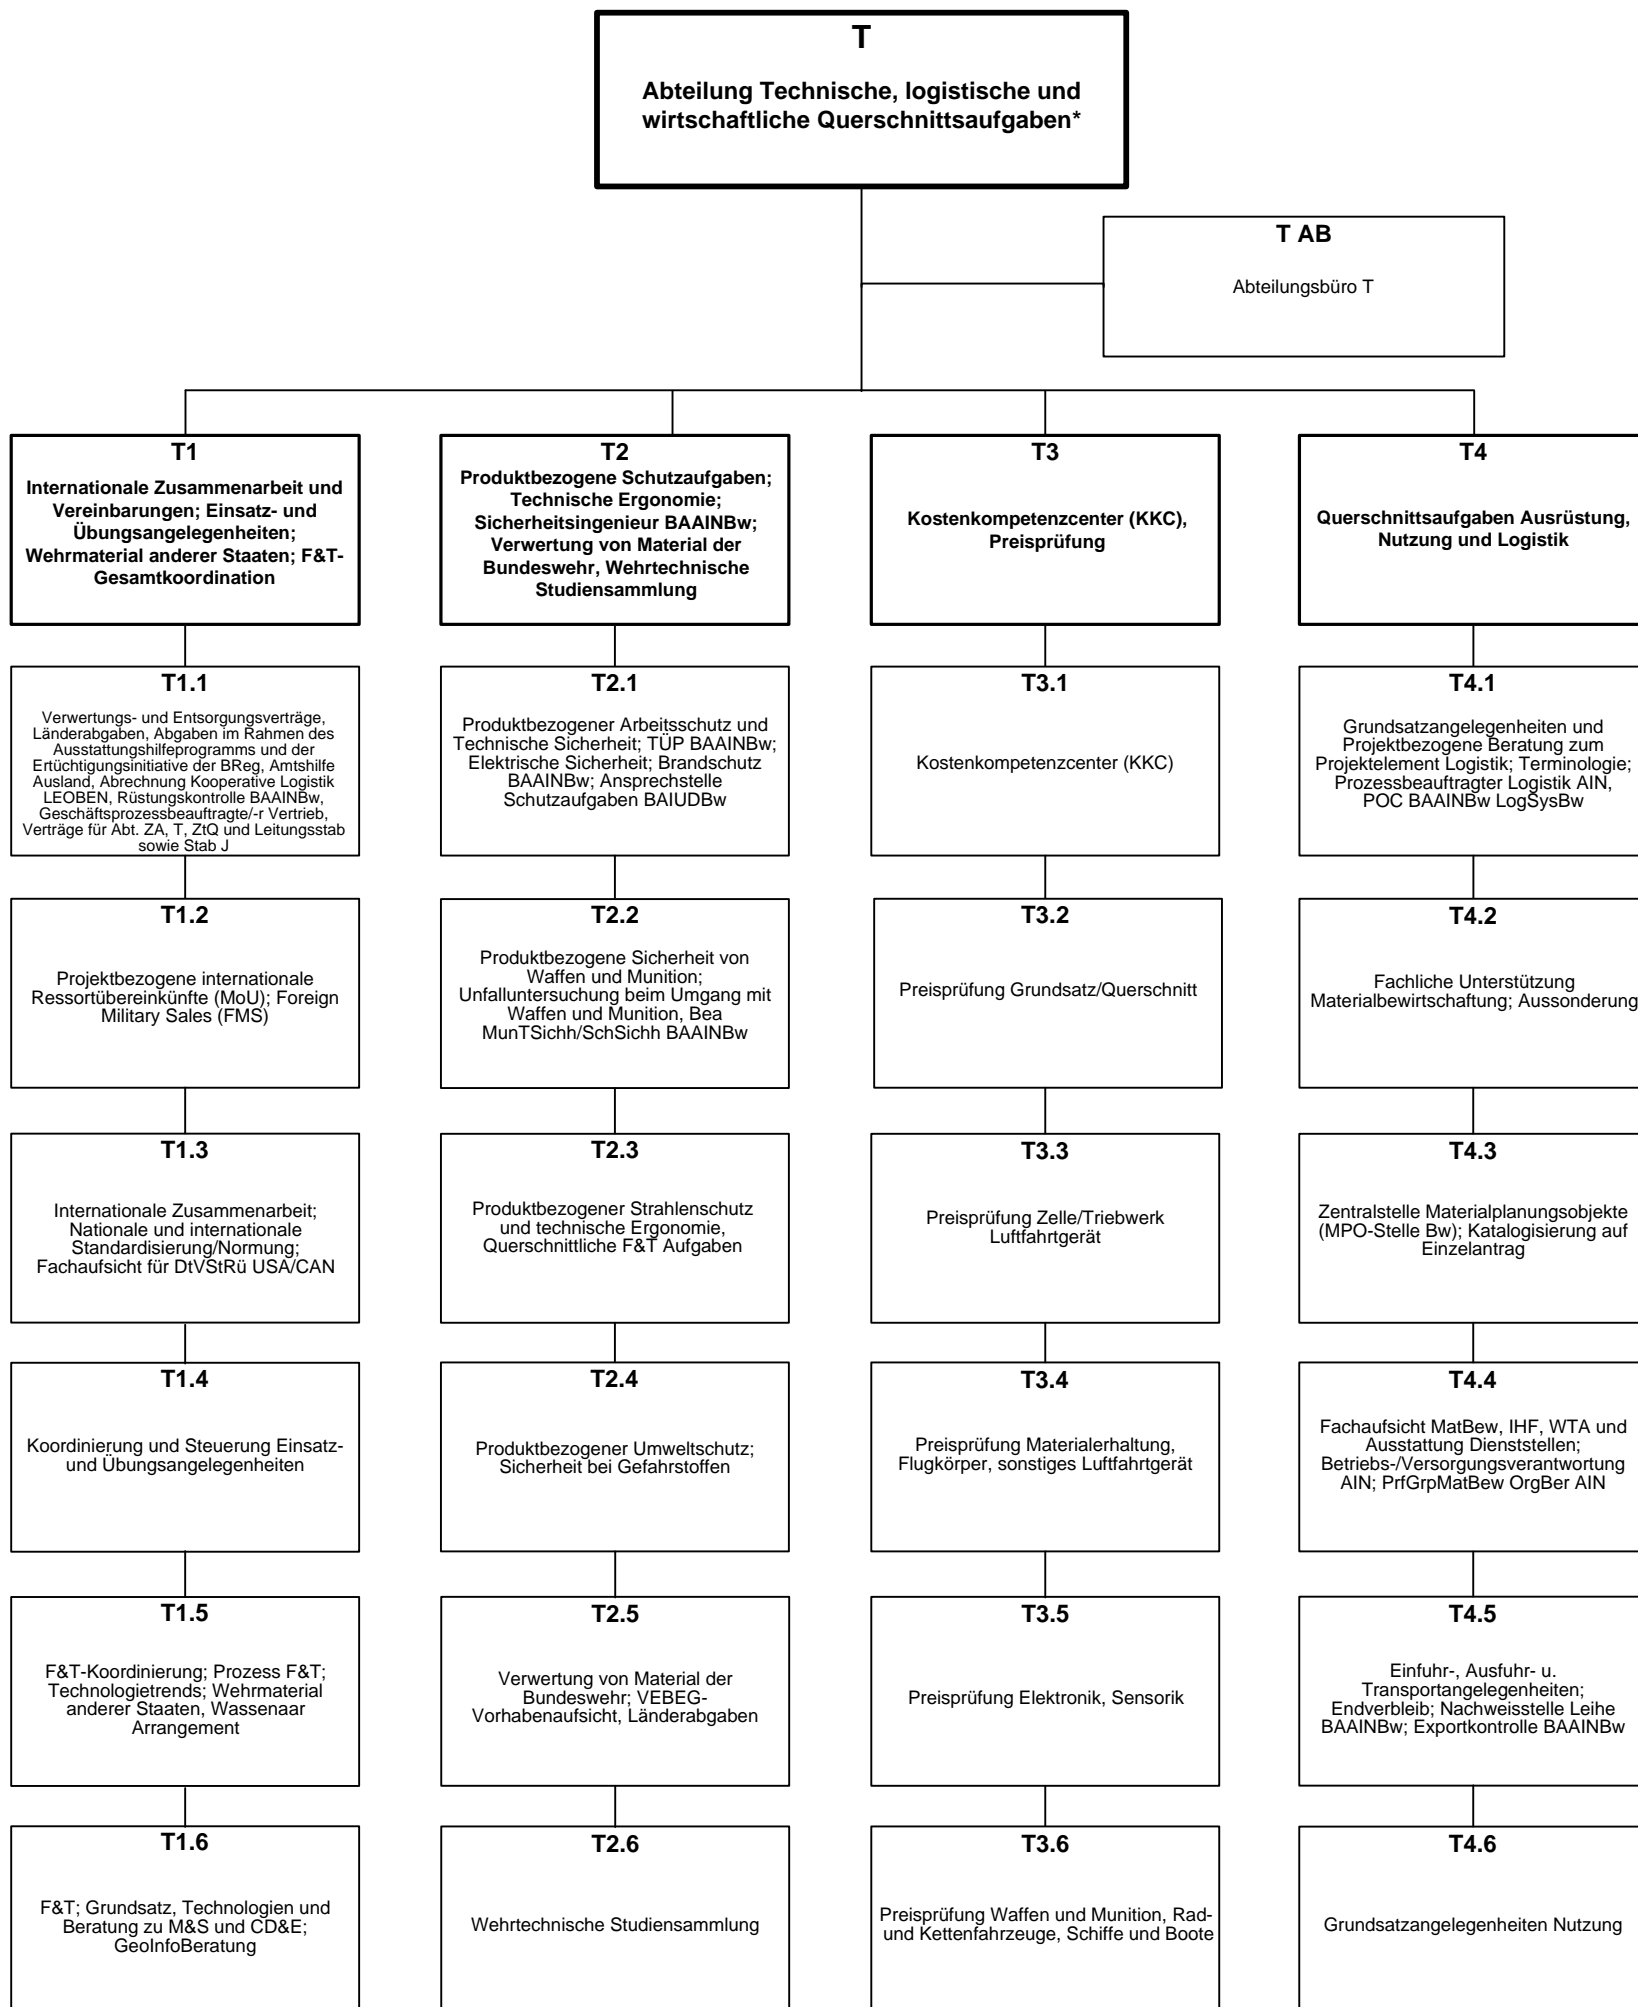 T
Abteilung Technische, logistische und
wirtschaftliche Querschnittsaufgaben*
T AB
Abteilungsbüro T
T1
Internationale Zusammenarbeit und
Vereinbarungen; Einsatz- und
Übungsangelegenheiten;
Wehrmaterial anderer Staaten; F&T-
Gesamtkoordination
T2
Produktbezogene Schutzaufgaben;
Technische Ergonomie;
Sicherheitsingenieur BAAINBw;
Verwertung von Material der
Bundeswehr, Wehrtechnische
Studiensammlung
T3
Kostenkompetenzcenter (KKC),
Preisprüfung
T4
Querschnittsaufgaben Ausrüstung,
Nutzung und Logistik
T1.1
Verwertungs- und Entsorgungsverträge,
Länderabgaben, Abgaben im Rahmen des
Ausstattungshilfeprogramms und der
Ertüchtigungsinitiative der BReg, Amtshilfe
Ausland, Abrechnung Kooperative Logistik
LEOBEN, Rüstungskontrolle BAAINBw,
Geschäftsprozessbeauftragte/-r Vertrieb,
Verträge für Abt. ZA, T, ZtQ und Leitungsstab
sowie Stab J
T2.1
Produktbezogener Arbeitsschutz und
Technische Sicherheit; TÜP BAAINBw;
Elektrische Sicherheit; Brandschutz
BAAINBw; Ansprechstelle
Schutzaufgaben BAIUDBw
T3.1
Kostenkompetenzcenter (KKC)
T4.1
Grundsatzangelegenheiten und
Projektbezogene Beratung zum
Projektelement Logistik; Terminologie;
Prozessbeauftragter Logistik AIN,
POC BAAINBw LogSysBw
T1.2
Projektbezogene internationale
Ressortübereinkünfte (MoU); Foreign
Military Sales (FMS)
T2.2
Produktbezogene Sicherheit von
Waffen und Munition;
Unfalluntersuchung beim Umgang mit
Waffen und Munition, Bea
MunTSichh/SchSichh BAAINBw
T3.2
Preisprüfung Grundsatz/Querschnitt
T4.2
Fachliche Unterstützung
Materialbewirtschaftung; Aussonderung
T1.3
Internationale Zusammenarbeit;
Nationale und internationale
Standardisierung/Normung;
Fachaufsicht für DtVStRü USA/CAN
T2.3
Produktbezogener Strahlenschutz
und technische Ergonomie,
Querschnittliche F&T Aufgaben
T3.3
Preisprüfung Zelle/Triebwerk
Luftfahrtgerät
T4.3
Zentralstelle Materialplanungsobjekte
(MPO-Stelle Bw); Katalogisierung auf
Einzelantrag
T1.4
Koordinierung und Steuerung Einsatz-
und Übungsangelegenheiten
T2.4
Produktbezogener Umweltschutz;
Sicherheit bei Gefahrstoffen
T3.4
Preisprüfung Materialerhaltung,
Flugkörper, sonstiges Luftfahrtgerät
T4.4
Fachaufsicht MatBew, IHF, WTA und
Ausstattung Dienststellen;
Betriebs-/Versorgungsverantwortung
AIN; PrfGrpMatBew OrgBer AIN
T1.5
F&T-Koordinierung; Prozess F&T;
Technologietrends; Wehrmaterial
anderer Staaten, Wassenaar
Arrangement
T2.5
Verwertung von Material der
Bundeswehr; VEBEG-
Vorhabenaufsicht, Länderabgaben
T3.5
Preisprüfung Elektronik, Sensorik
T4.5
Einfuhr-, Ausfuhr- u.
Transportangelegenheiten;
Endverbleib; Nachweisstelle Leihe
BAAINBw; Exportkontrolle BAAINBw
T1.6
F&T; Grundsatz, Technologien und
Beratung zu M&S und CD&E;
GeoInfoBeratung
T2.6
Wehrtechnische Studiensammlung
T3.6
Preisprüfung Waffen und Munition, Rad-
und Kettenfahrzeuge, Schiffe und Boote
T4.6
Grundsatzangelegenheiten Nutzung